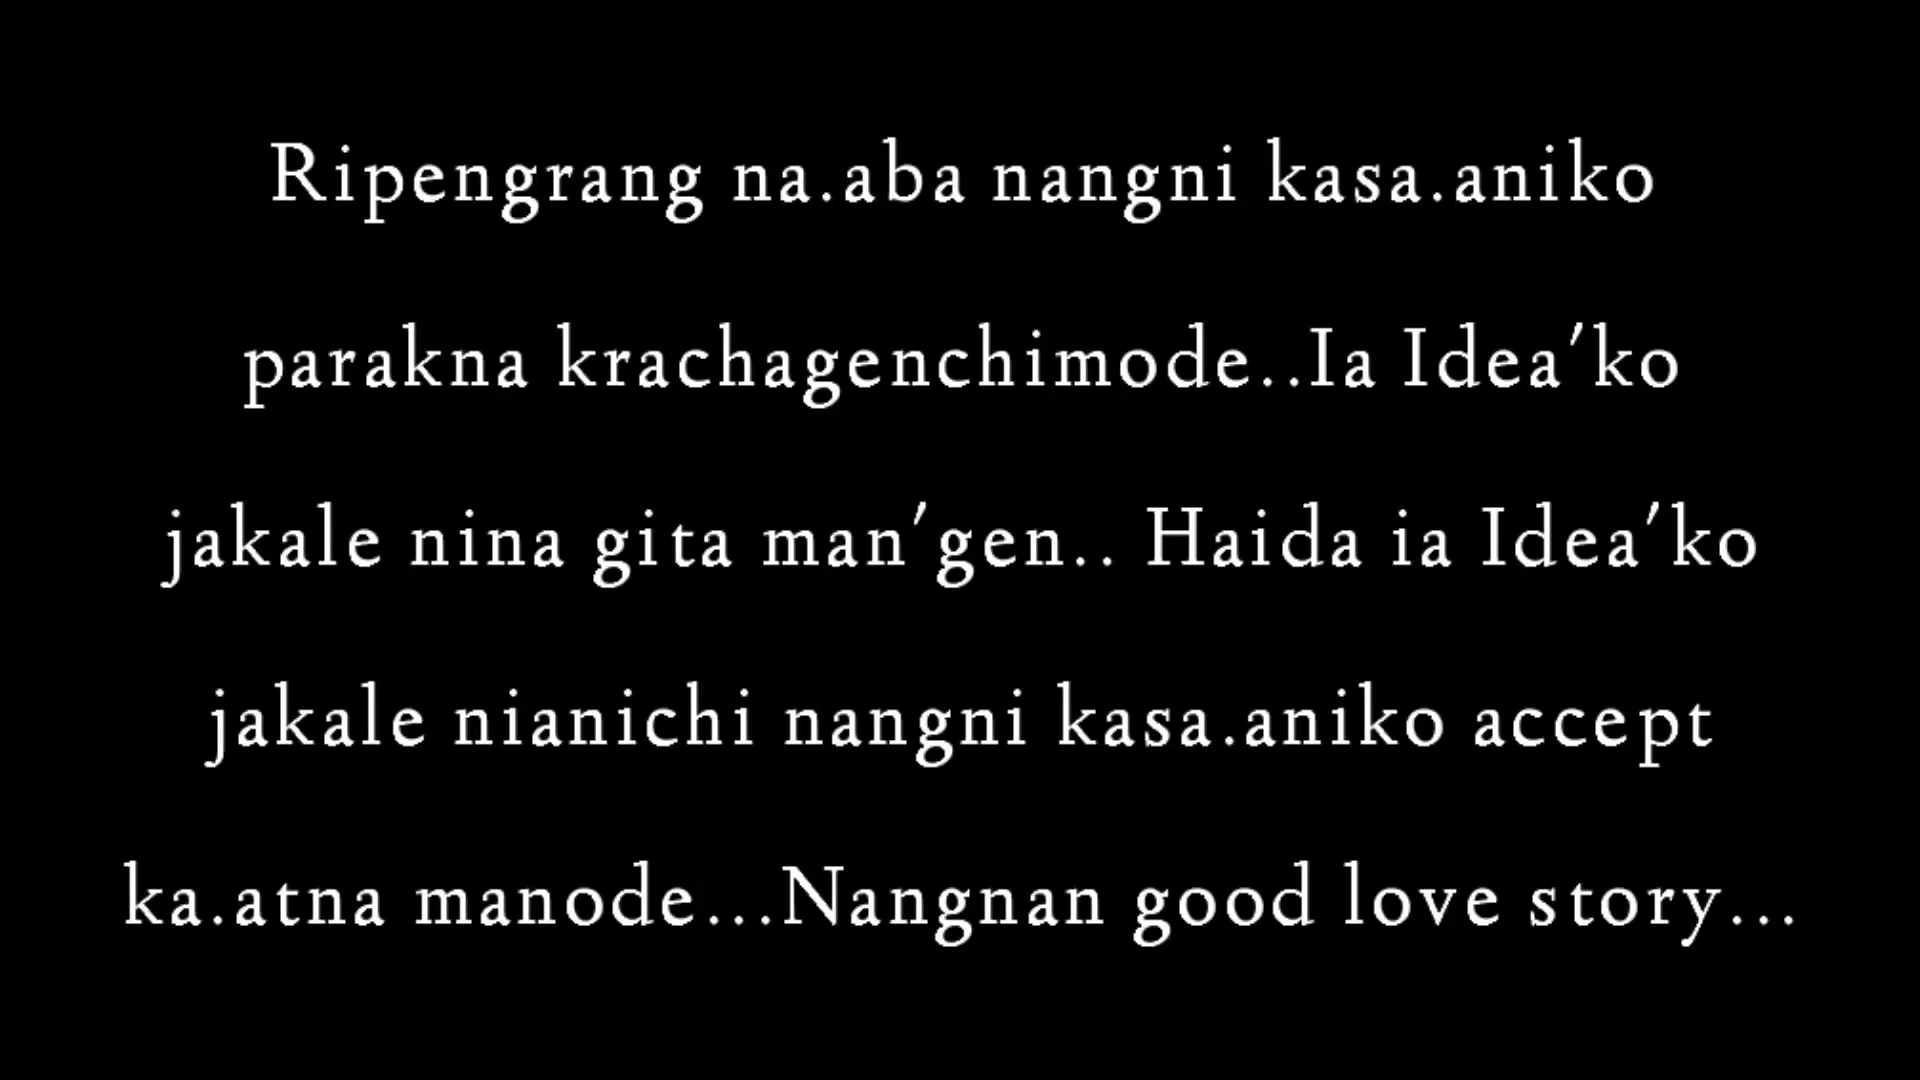 Ripengrang na.aba nangni kasa.aniko
parakna krachagenchimode..Ia Idea'ko
jakale nina gita man'gen.. Haida ia Idea'ko
jakale nianichi nangni kasa.aniko accept
ka.atna manode...Nangnan good love story...